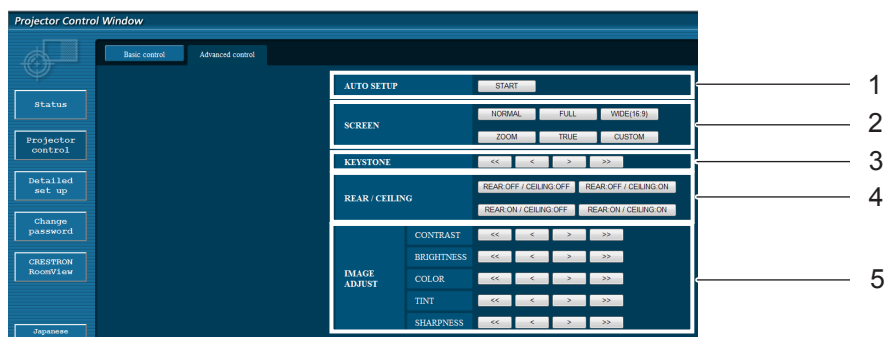 Projector Control Window
Basic control Advanced control
AUTO SETUP START 1
Status
SCREEN NORMAL FULL WIDE(16:9) 2
ZOOM TRUE CUSTOM
Projector control
KEYSTONE << < > >> 3
Detailed set up
REAR / CEILING REAR:OFF / CEILING:OFF REAR:OFF / CEILING:ON 4
REAR:ON / CEILING:OFF REAR:ON / CEILING:ON
Change password
IMAGE ADJUST 5
CONTRAST << < > >>
BRIGHTNESS << < > >>
COLOR << < > >>
TINT << < > >>
SHARPNESS << < > >>
CRESTRON RoomView
Japanese